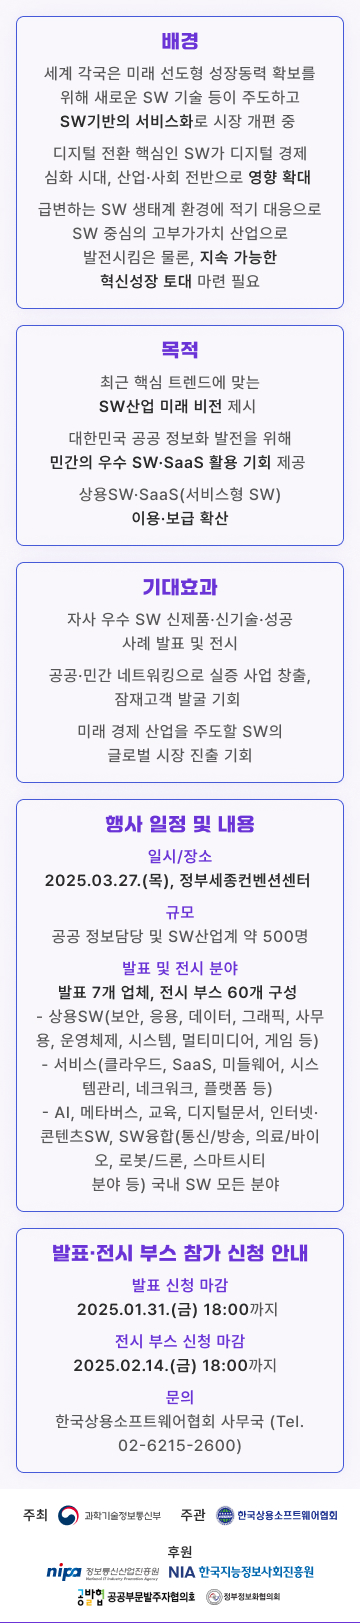 배경
세계 각국은 미래 선도형 성장동력 확보를
위해 새로운 SW 기술 등이 주도하고
SW기반의 서비스화로 시장 개편 중
디지털 전환 핵심인 SW가 디지털 경제
심화 시대, 산업·사회 전반으로 영향 확대
급변하는 SW 생태계 환경에 적기 대응으로
SW 중심의 고부가가치 산업으로
발전시킴은 물론, 지속 가능한
혁신성장 토대 마련 필요
목적
최근 핵심 트렌드에 맞는
SW산업 미래 비전 제시
대한민국 공공 정보화 발전을 위해
민간의 우수 SW·SaaS 활용 기회 제공
상용SW·SaaS(서비스형 SW)
이용·보급 확산
기대효과
자사 우수 SW 신제품·신기술·성공
사례 발표 및 전시
공공·민간 네트워킹으로 실증 사업 창출,
잠재고객 발굴 기회
미래 경제 산업을 주도할 SW의
글로벌 시장 진출 기회
행사 일정 및 내용
일시/장소
2025.03.27.(목), 정부세종컨벤션센터
규모
공공 정보담당 및 SW산업계 약 500명
발표 및 전시 분야
발표 7개 업체, 전시 부스 60개 구성
- 상용SW(보안, 응용, 데이터, 그래픽, 사무
용, 운영체제, 시스템, 멀티미디어, 게임 등)
- 서비스(클라우드, SaaS, 미들웨어, 시스
템관리, 네크워크, 플랫폼 등)
- AI, 메타버스, 교육, 디지털문서, 인터넷·
콘텐츠SW, SW융합(통신/방송, 의료/바이
오, 로봇/드론, 스마트시티
분야 등) 국내 SW 모든 분야
발표·전시 부스 참가 신청 안내
발표 신청 마감
2025.01.31.(금) 18:00까지
전시 부스 신청 마감
2025.02.14.(금) 18:00까지
문의
한국상용소프트웨어협회 사무국 (Tel.
02-6215-2600)
주최 과학기술정보통신부 주관 한국상용소프트웨어협회
후원
nipa 정보통신산업진흥원 National IT Industry Promotion Agency NIA 한국지능정보사회진흥원
공발협 공공부문발주자협의회 정부정보화협의회